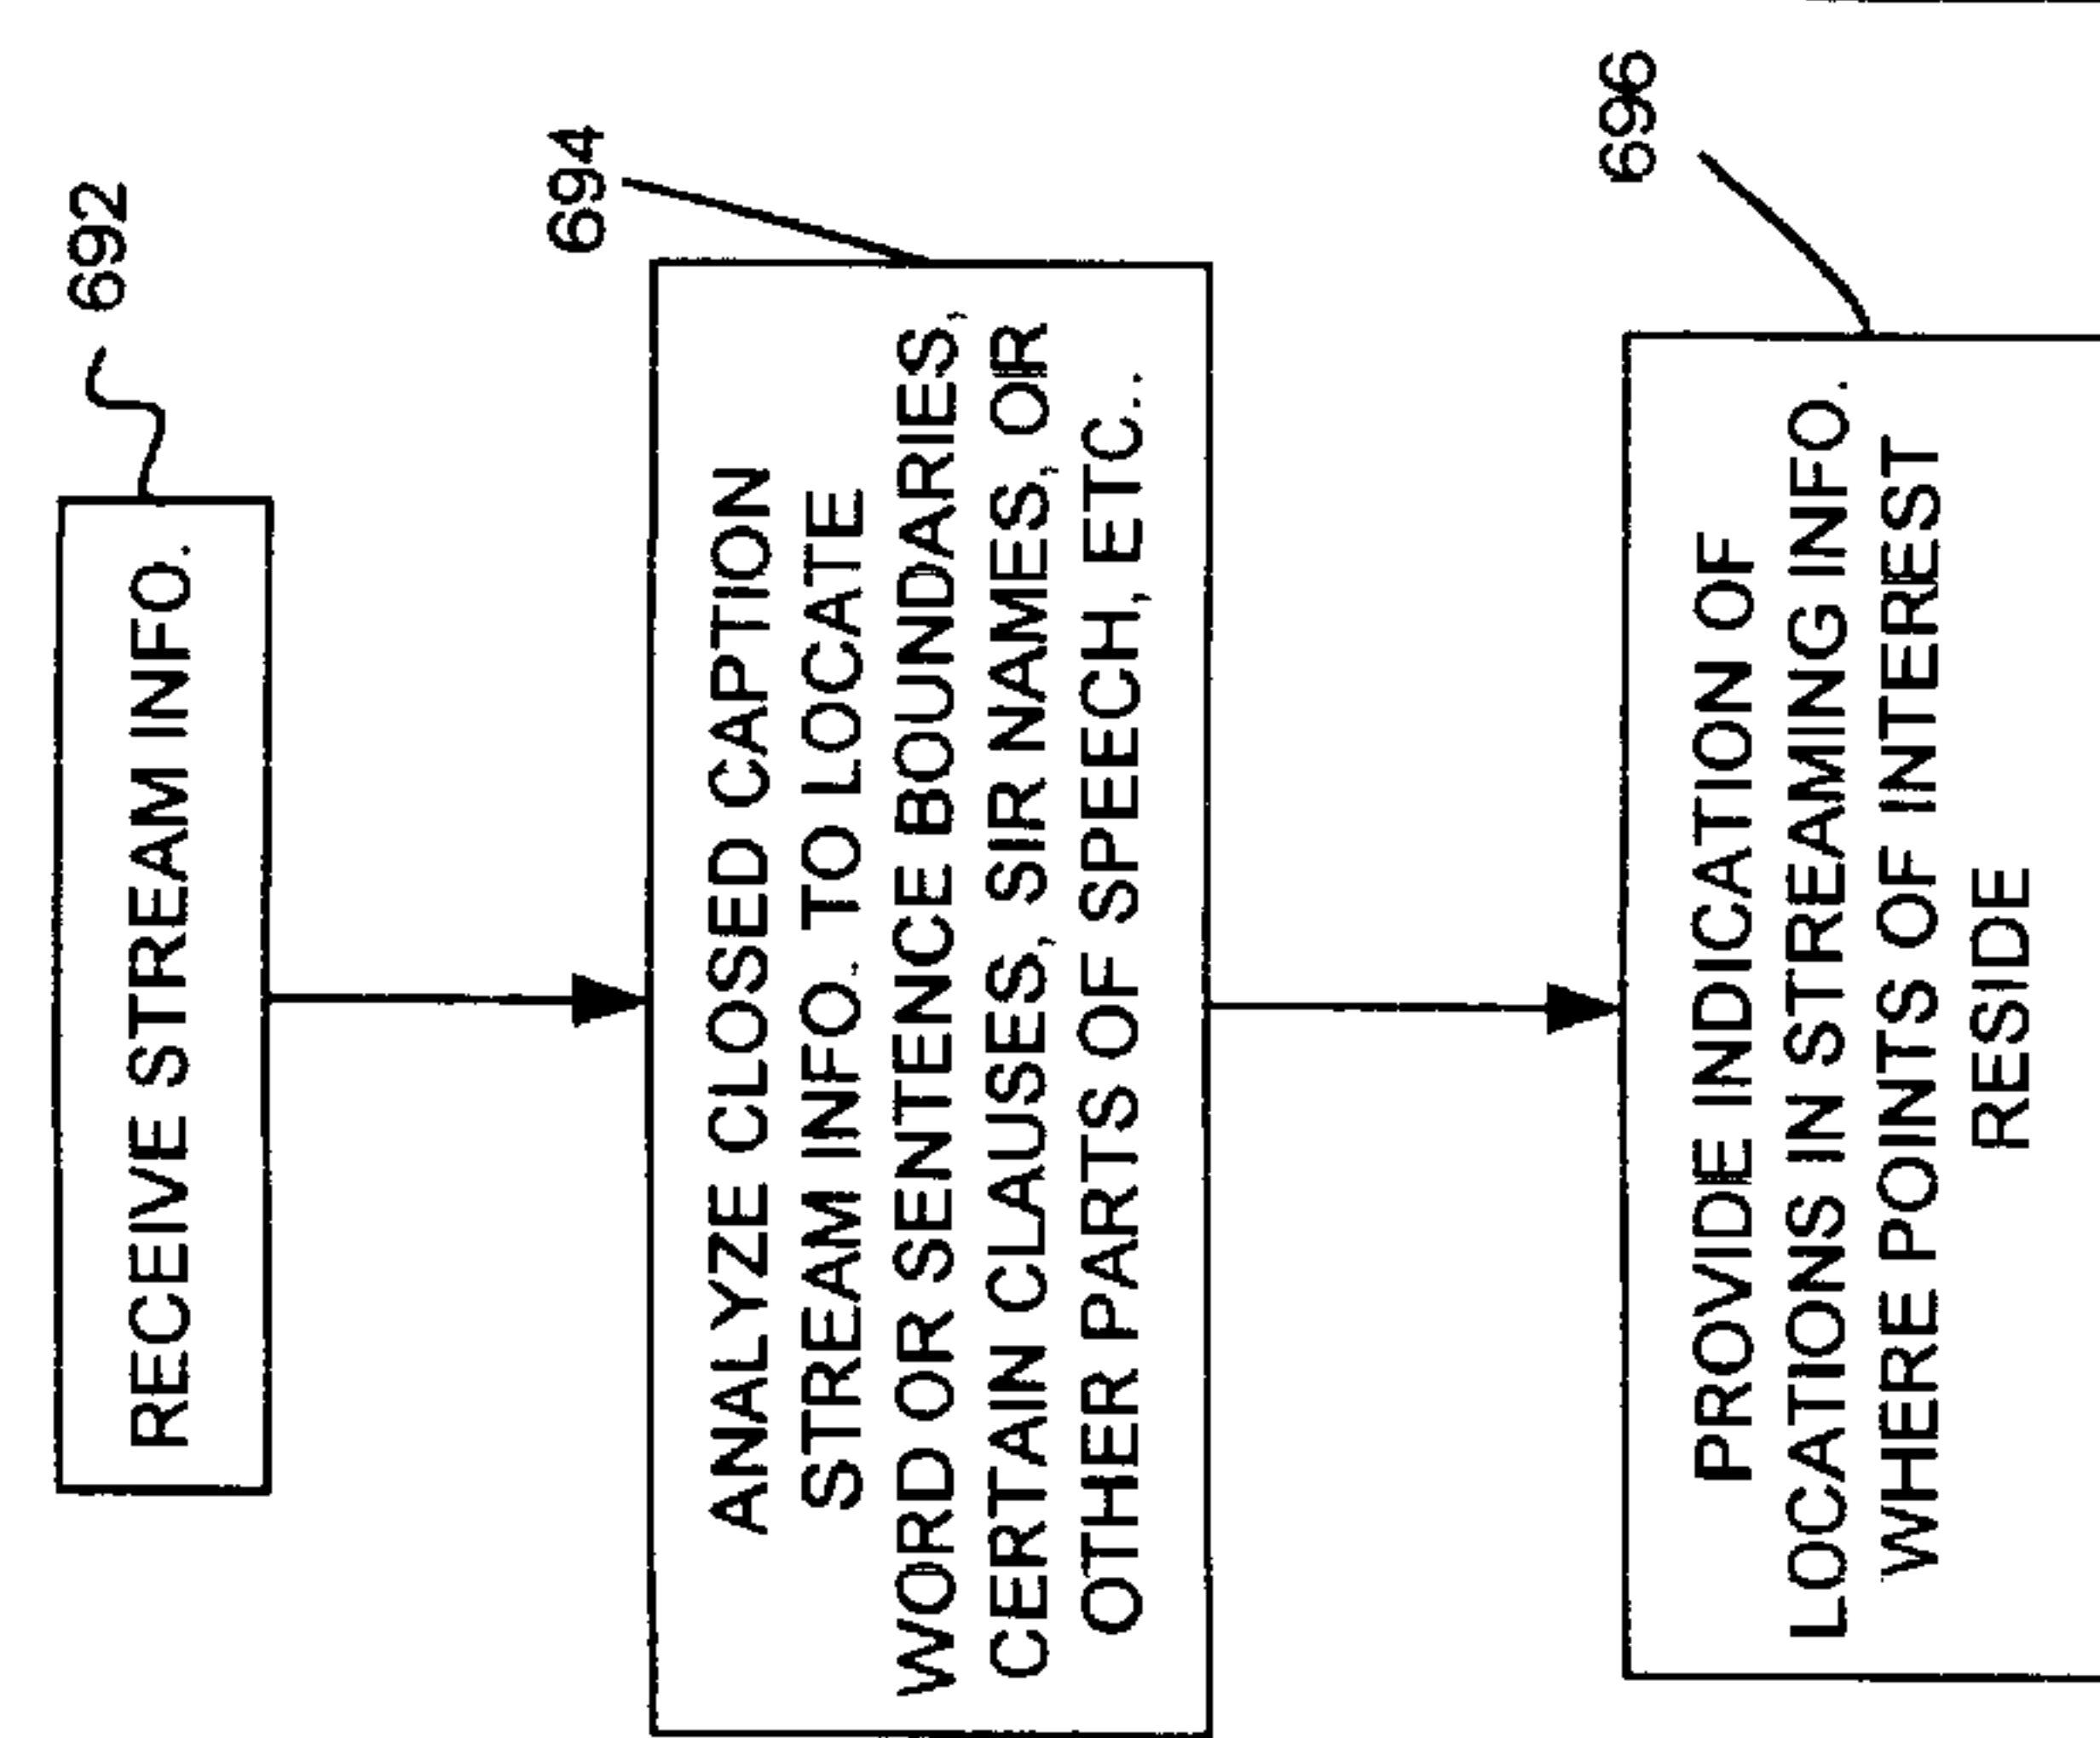 692
RECEIVE STREAM INFO.
694
ANALYZE CLOSED CAPTION
STREAM INFO. TO LOCATE
WORD OR SENTENCE BOUNDARIES,
CERTAIN CLAUSES, SIR NAMES, OR
OTHER PARTS OF SPEECH, ETC..
696
PROVIDE INDICATION OF
LOCATIONS IN STREAMING INFO.
WHERE POINTS OF INTEREST
RESIDE